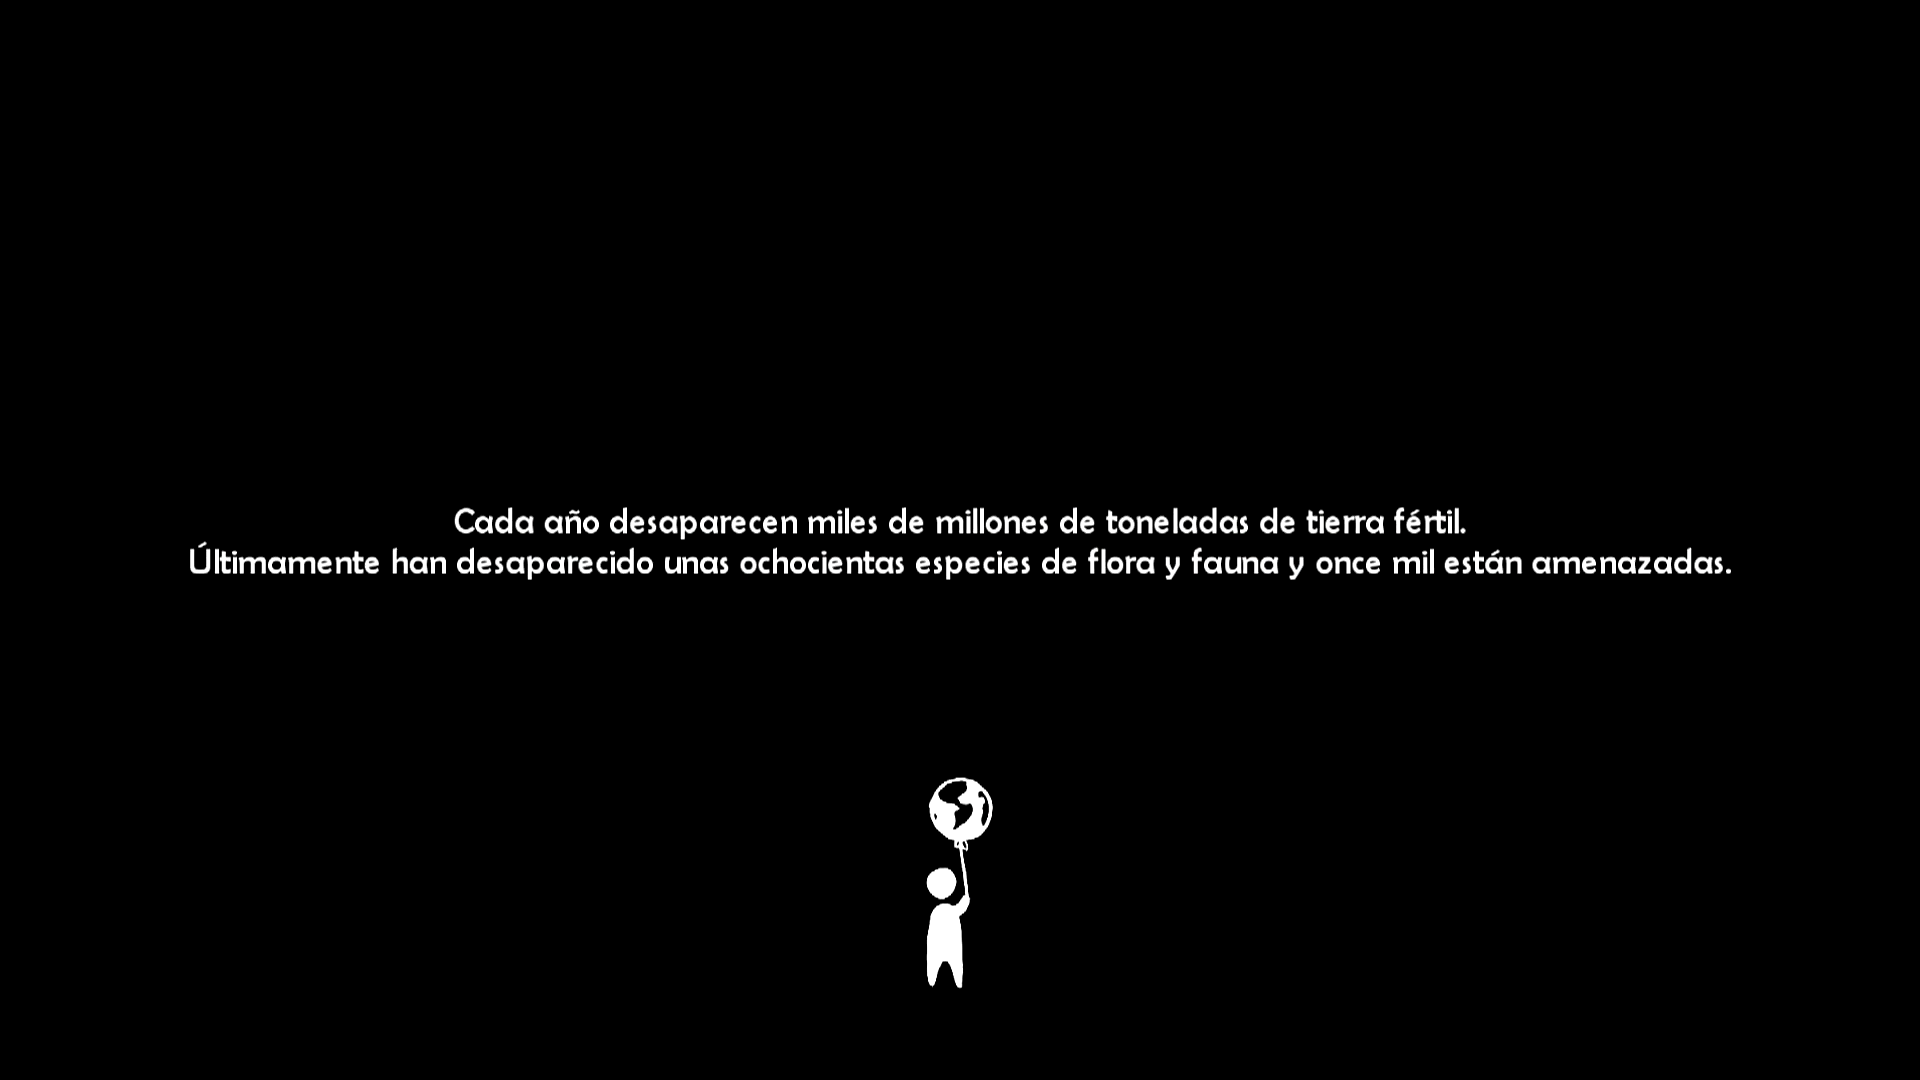 Cada año desaparecen miles de millones de toneladas de tierra fértil.
Últimamente han desaparecido unas ochocientas especies de flora y fauna y once mil están amenazadas.